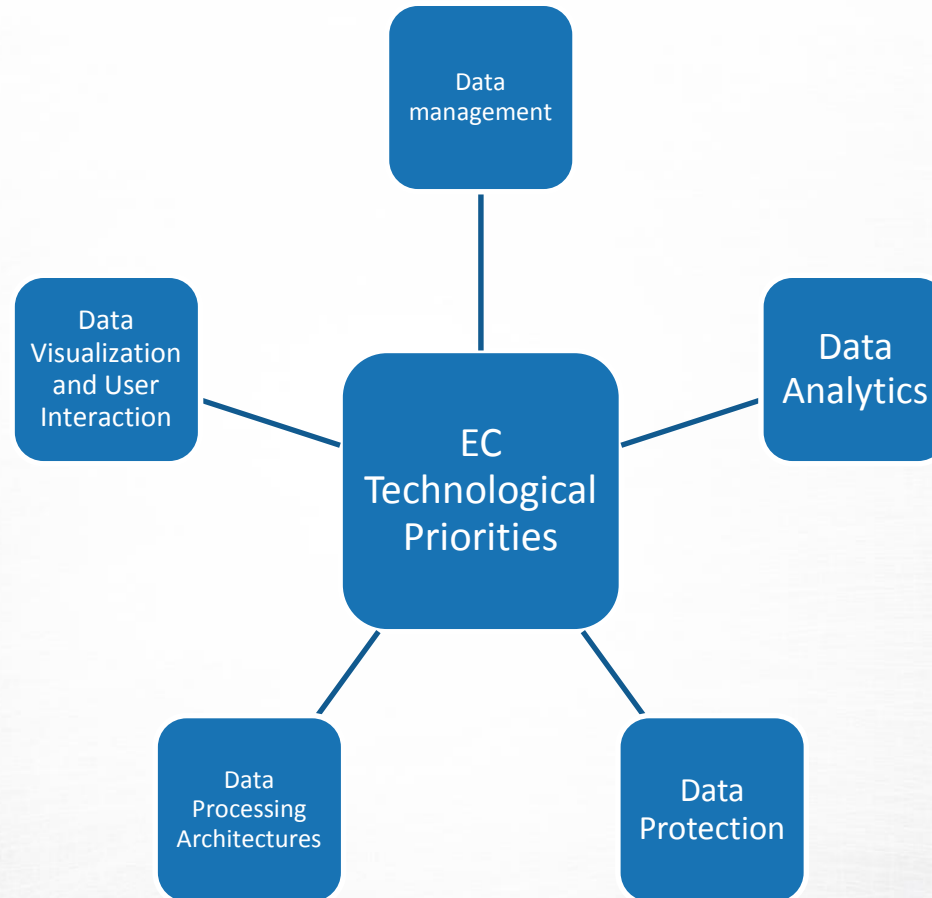 Data
management
Data
Visualization
and User
Interaction
Data
Analytics
EC
Technological
Priorities
Data
Processing
Architectures
Data
Protection